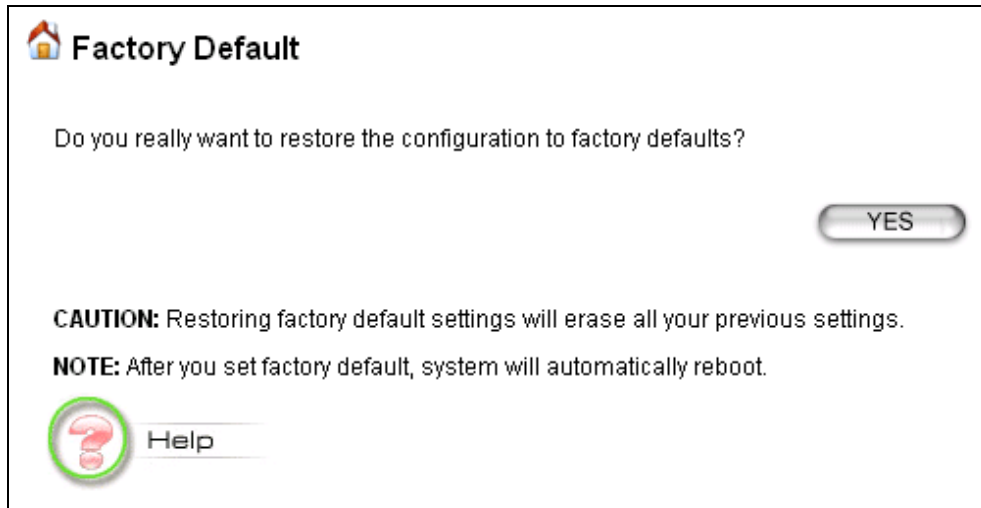 Factory Default
Do you really want to restore the configuration to factory defaults?
YES
CAUTION: Restoring factory default settings will erase all your previous settings.
NOTE: After you set factory default, system will automatically reboot.
Help